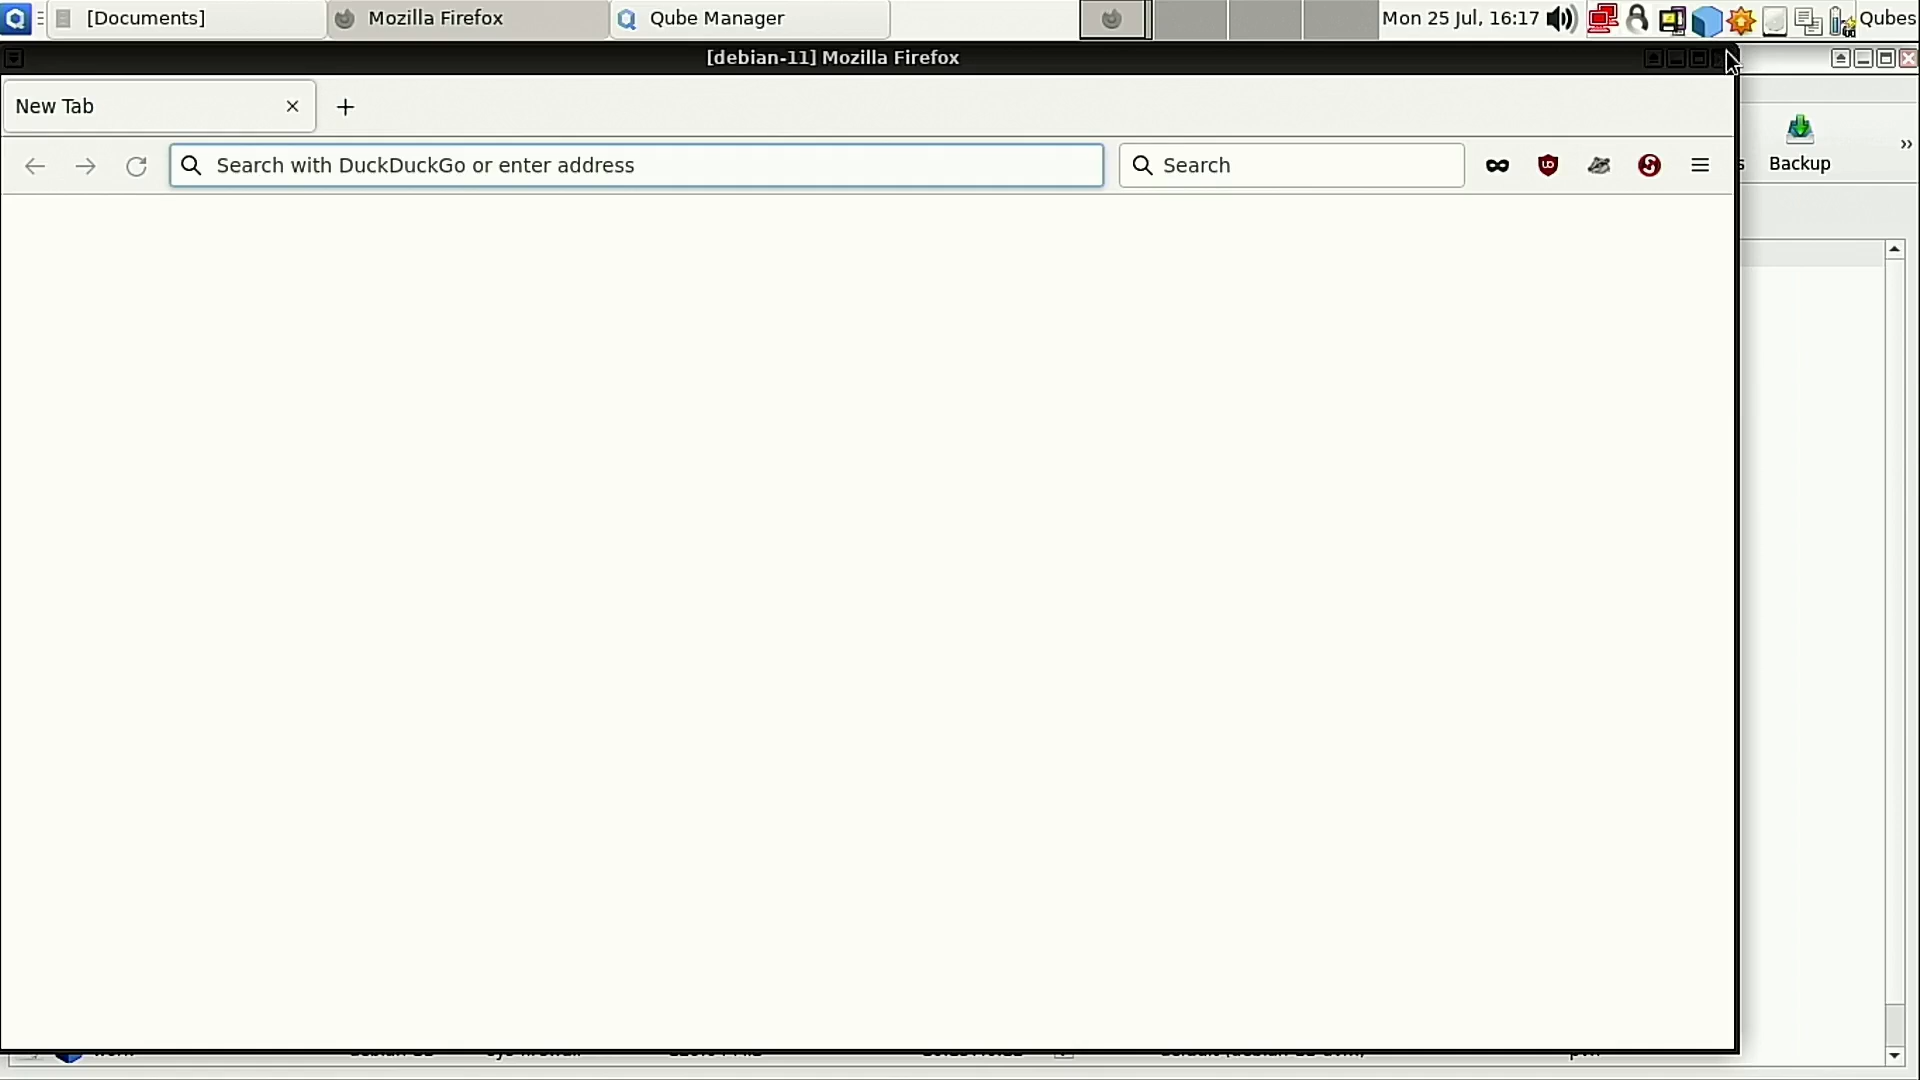 [Documents]
Mozilla Firefox
Qube Manager
Mon 25 Jul, 16:17
Qubes
[debian-11] Mozilla Firefox
New Tab
Search with DuckDuckGo or enter address
Search
s
Backup